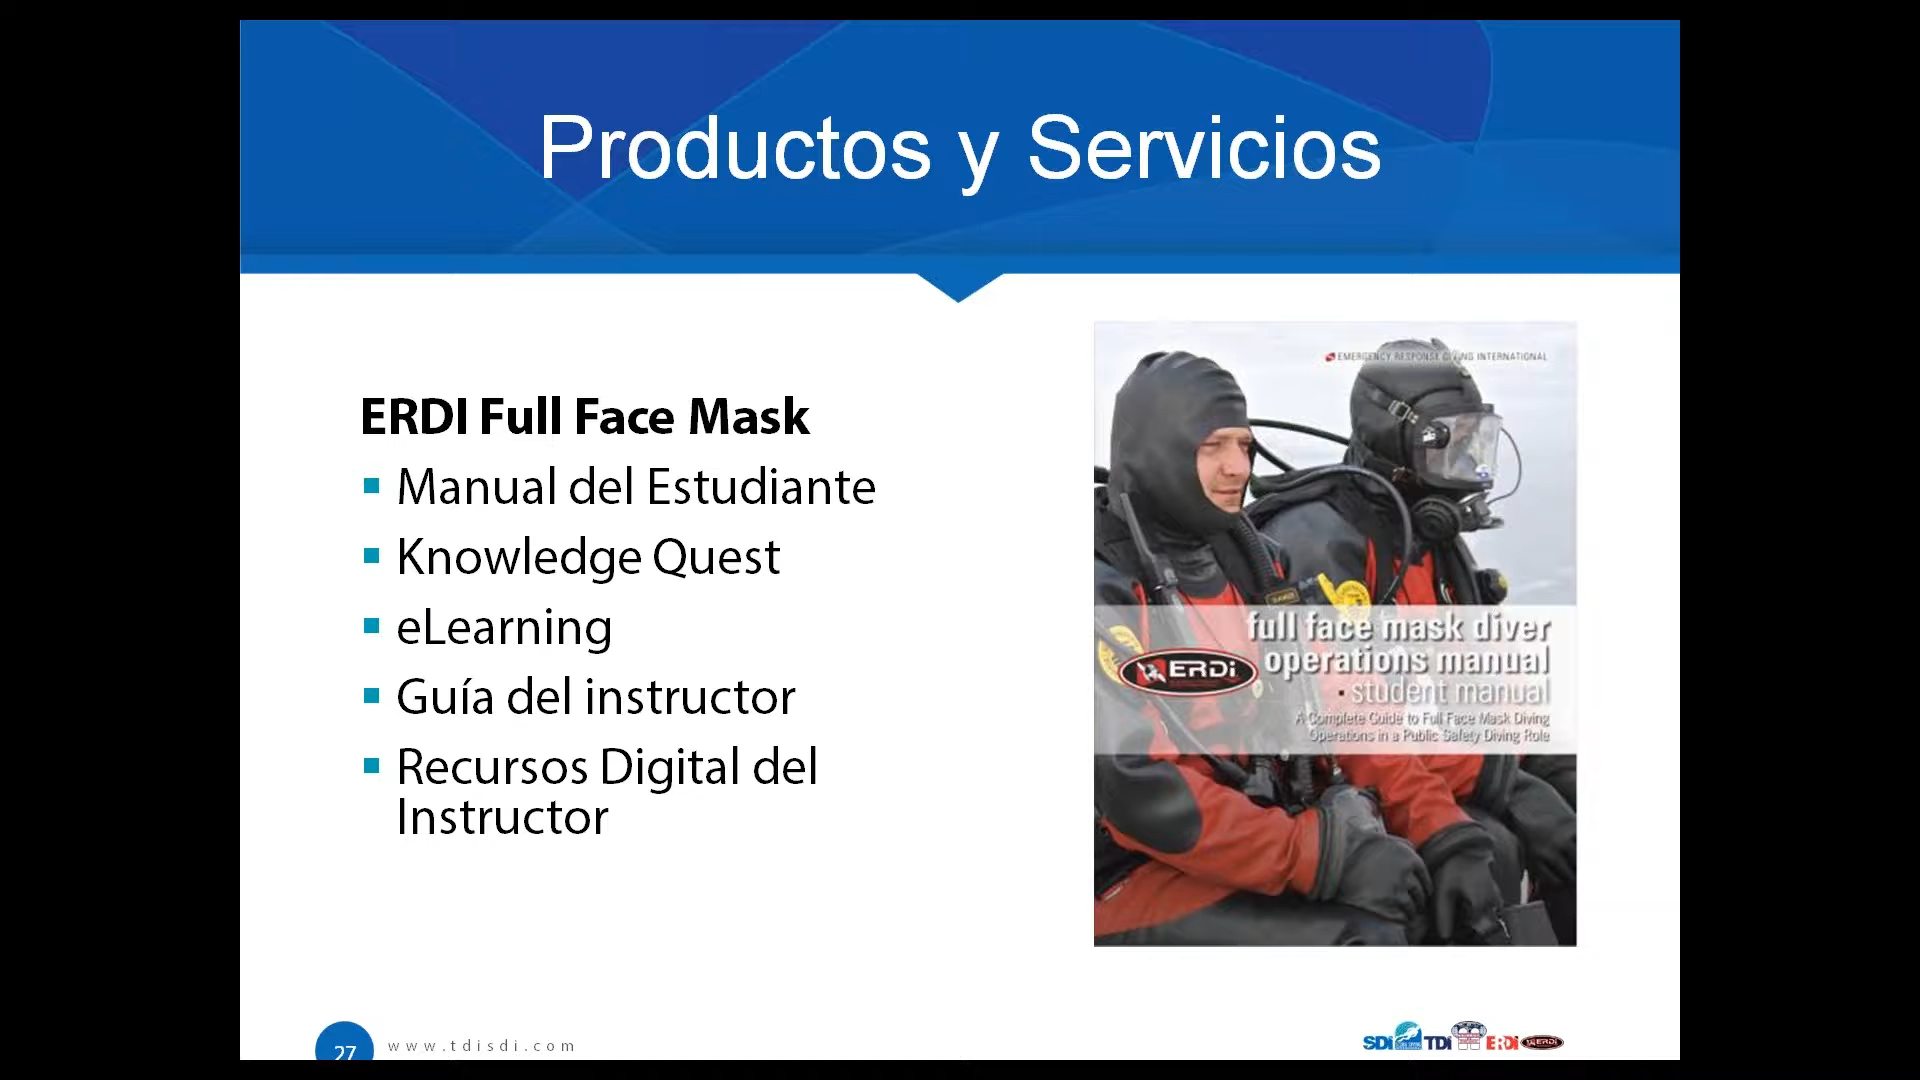 Productos y Servicios
ERDI Full Face Mask
Manual del Estudiante
Knowledge Quest
eLearning
Guía del instructor
Recursos Digital del
Instructor
EMERGENCY RESPONSE DIVING INTERNATIONAL
full face mask diver
operations manual
ERDi
• student manual
A Complete Guide to Full Face Mask Diving
Operations in a Public Safety Diving Role
27
www.tdisdi.com
SDI TDI ERDI ERDi